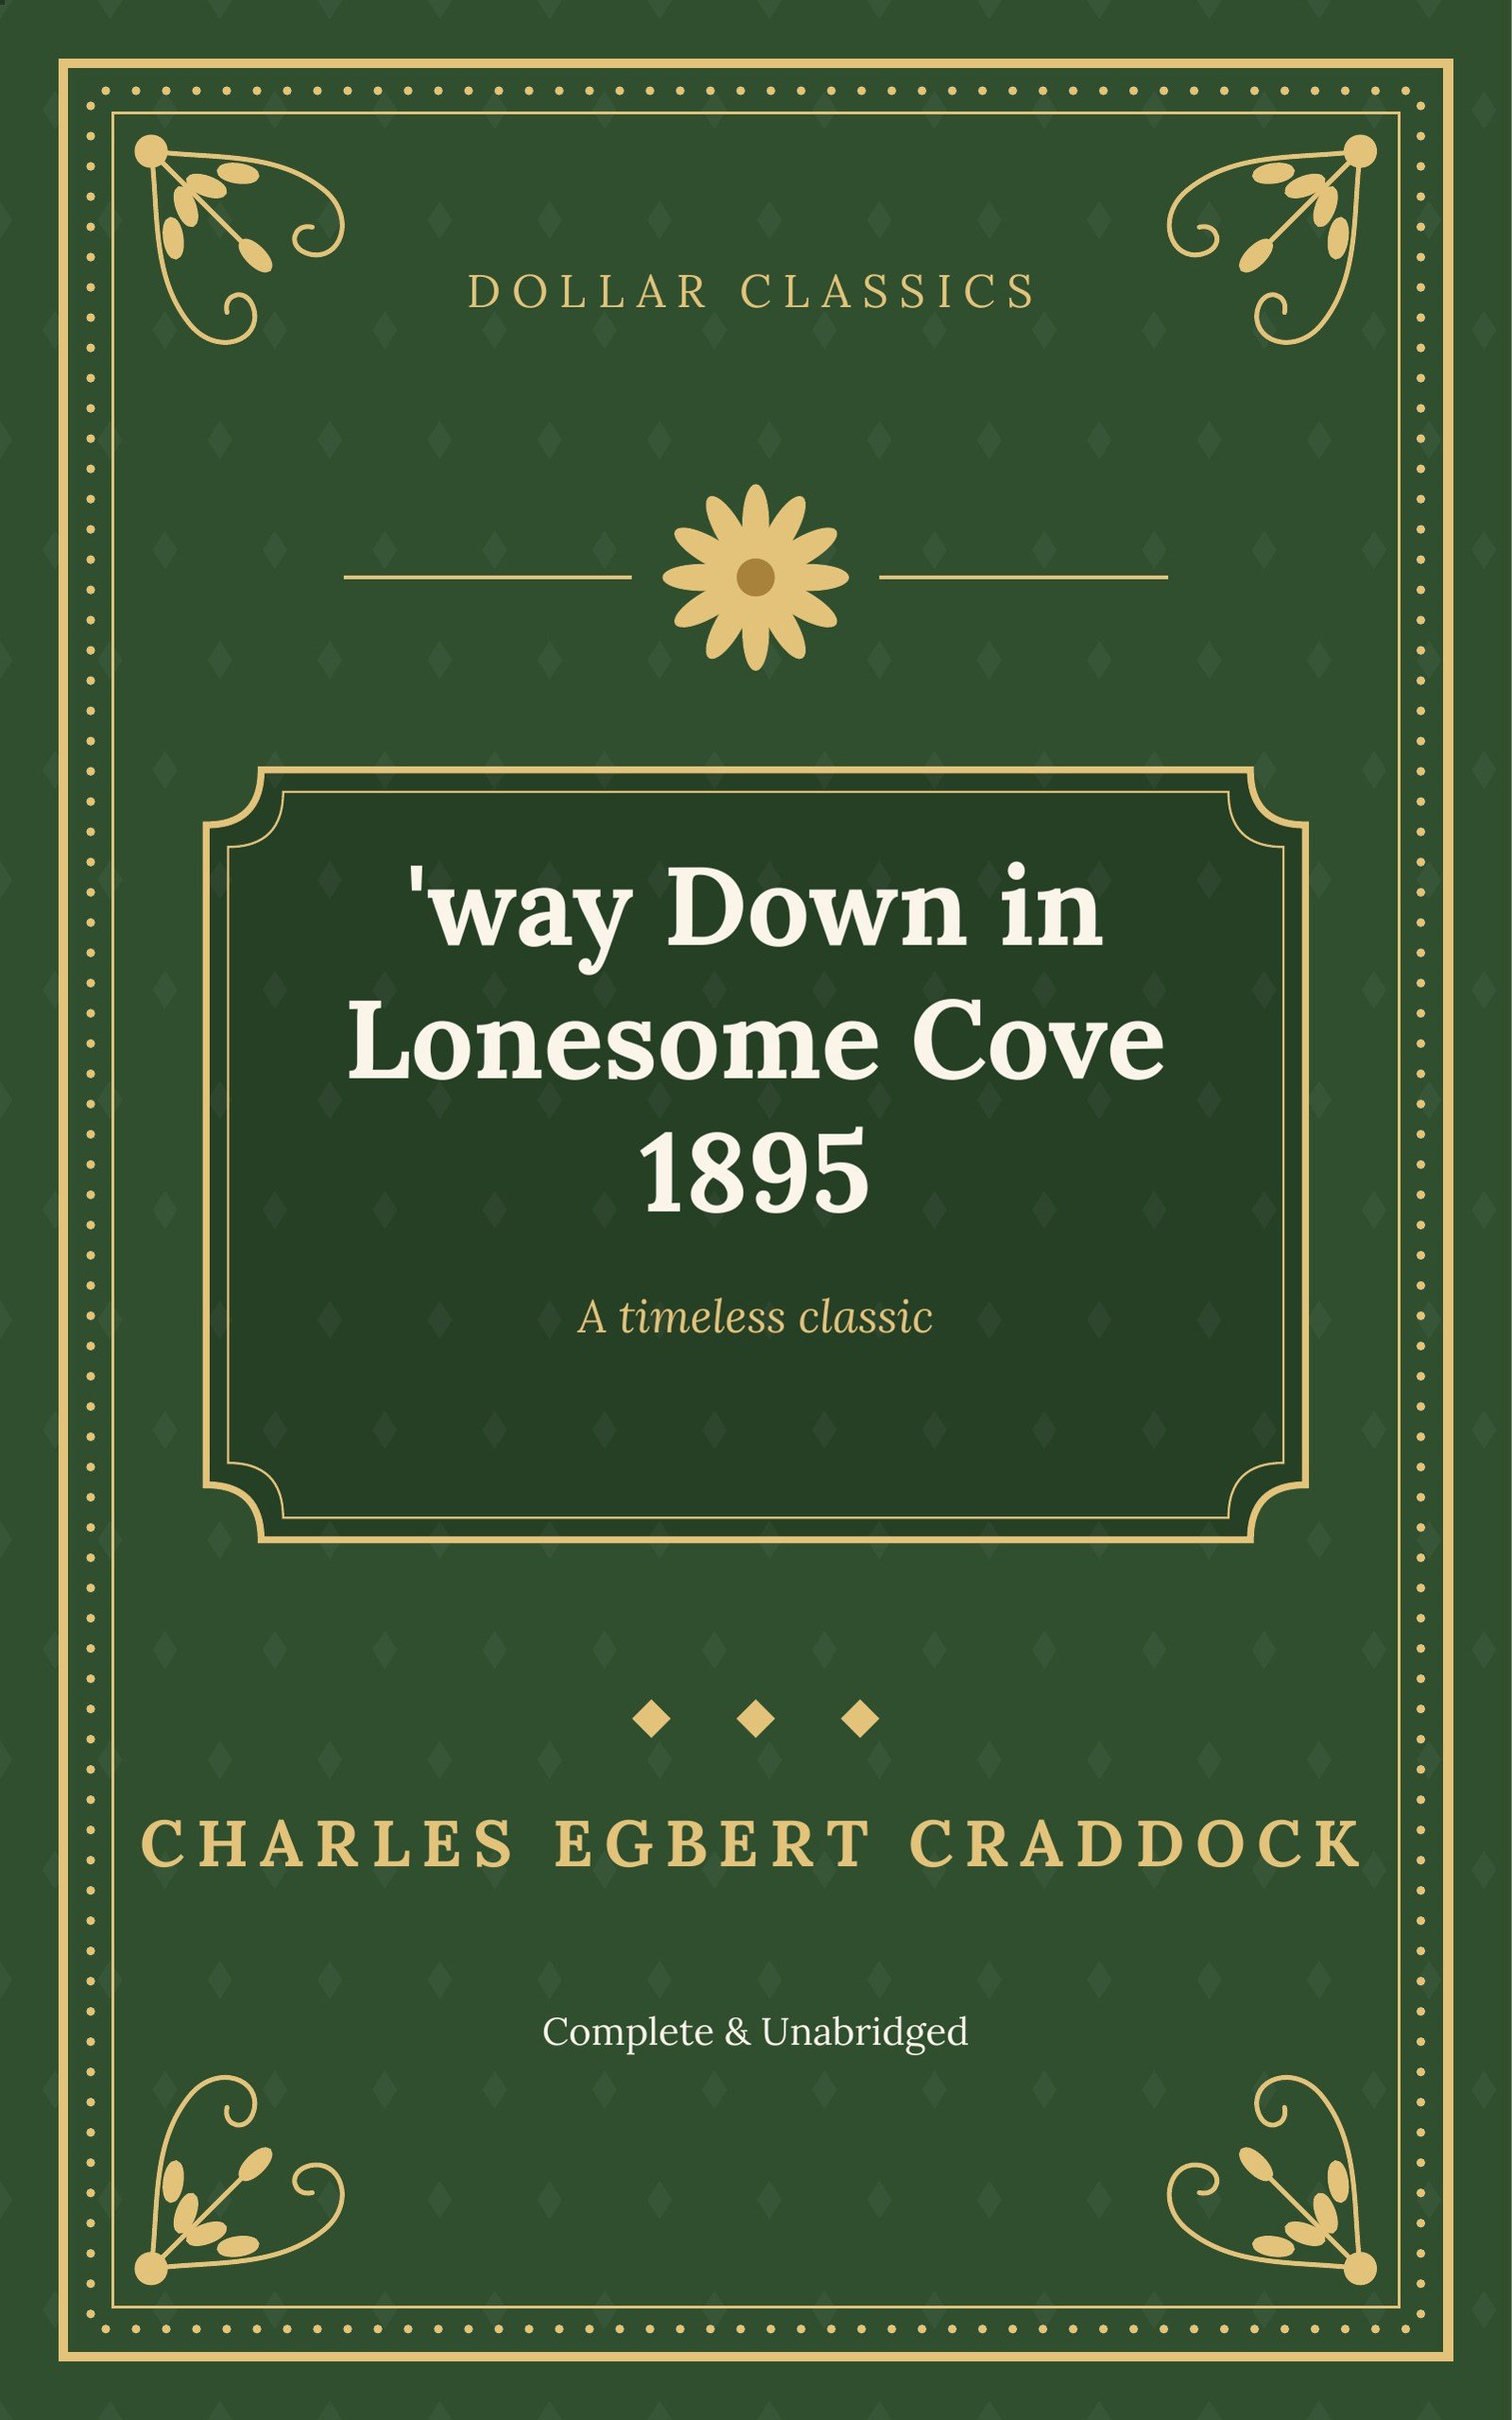 DOLLAR CLASSICS
'way Down in
Lonesome Cove
1895
A timeless classic
CHARLES EGBERT CRADDOCK
Complete & Unabridged